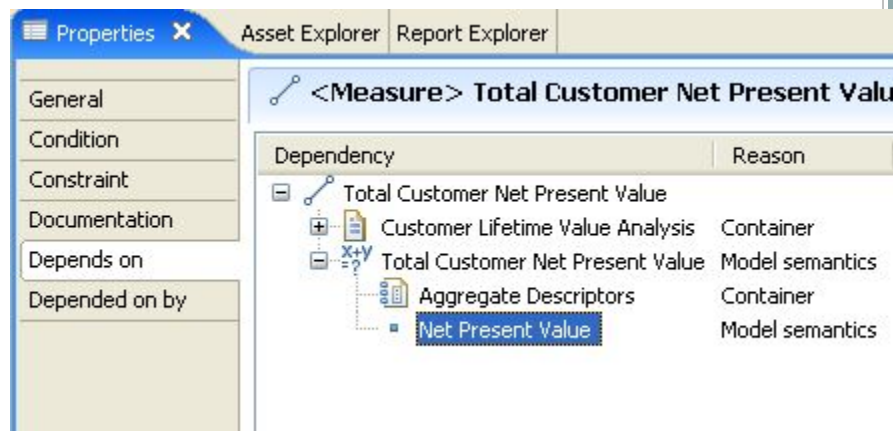 Properties Asset Explorer Report Explorer
General
Condition
Constraint
Documentation
Depends on
Depended on by
<Measure> Total Customer Net Present Valu
Dependency Reason
Total Customer Net Present Value
Customer Lifetime Value Analysis Container
X+Y =? Total Customer Net Present Value Model semantics
Aggregate Descriptors Container
Net Present Value Model semantics